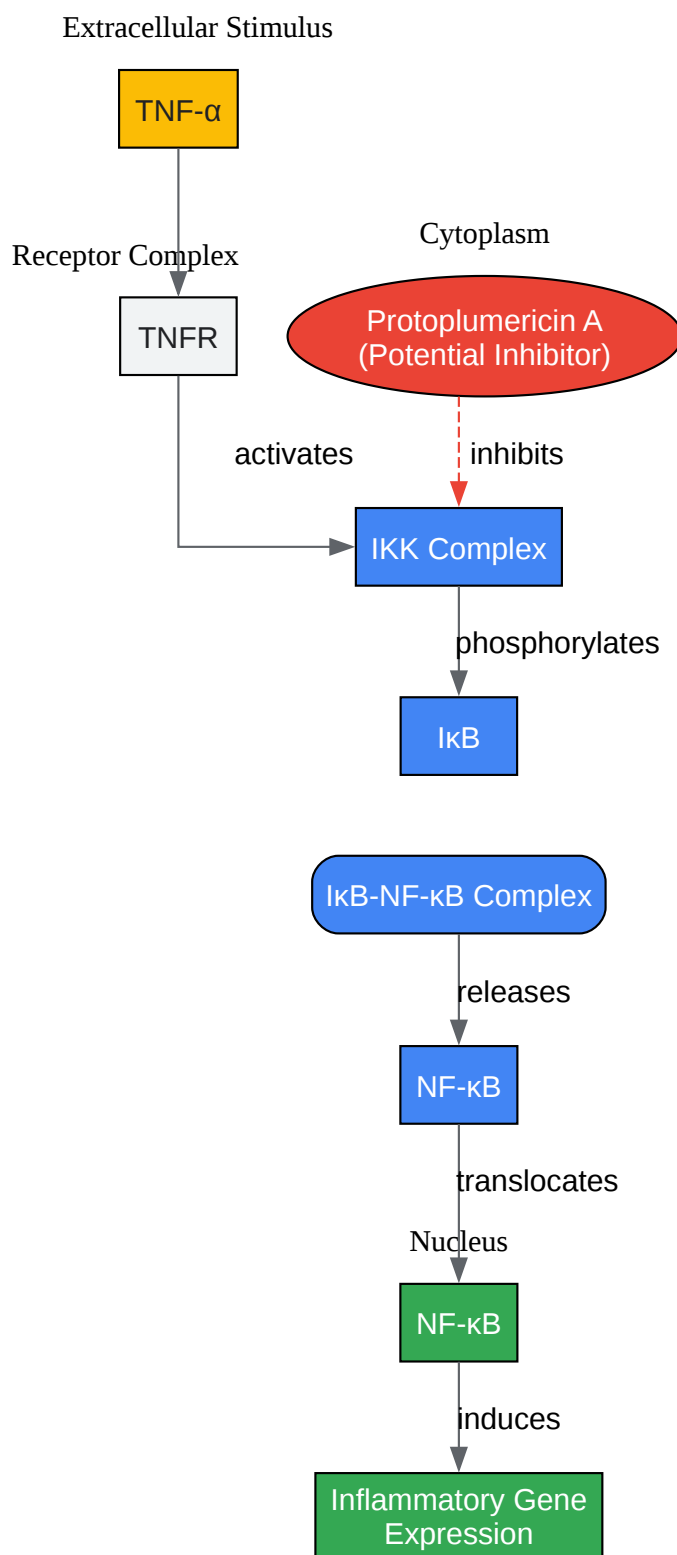 Extracellular Stimulus
TNF-α
Receptor Complex
TNFR
Cytoplasm
Protoplumericin A
(Potential Inhibitor)
activates
inhibits
IKK Complex
phosphorylates
IκB
IκB-NF-κB Complex
releases
NF-κB
translocates
Nucleus
NF-κB
induces
Inflammatory Gene
Expression